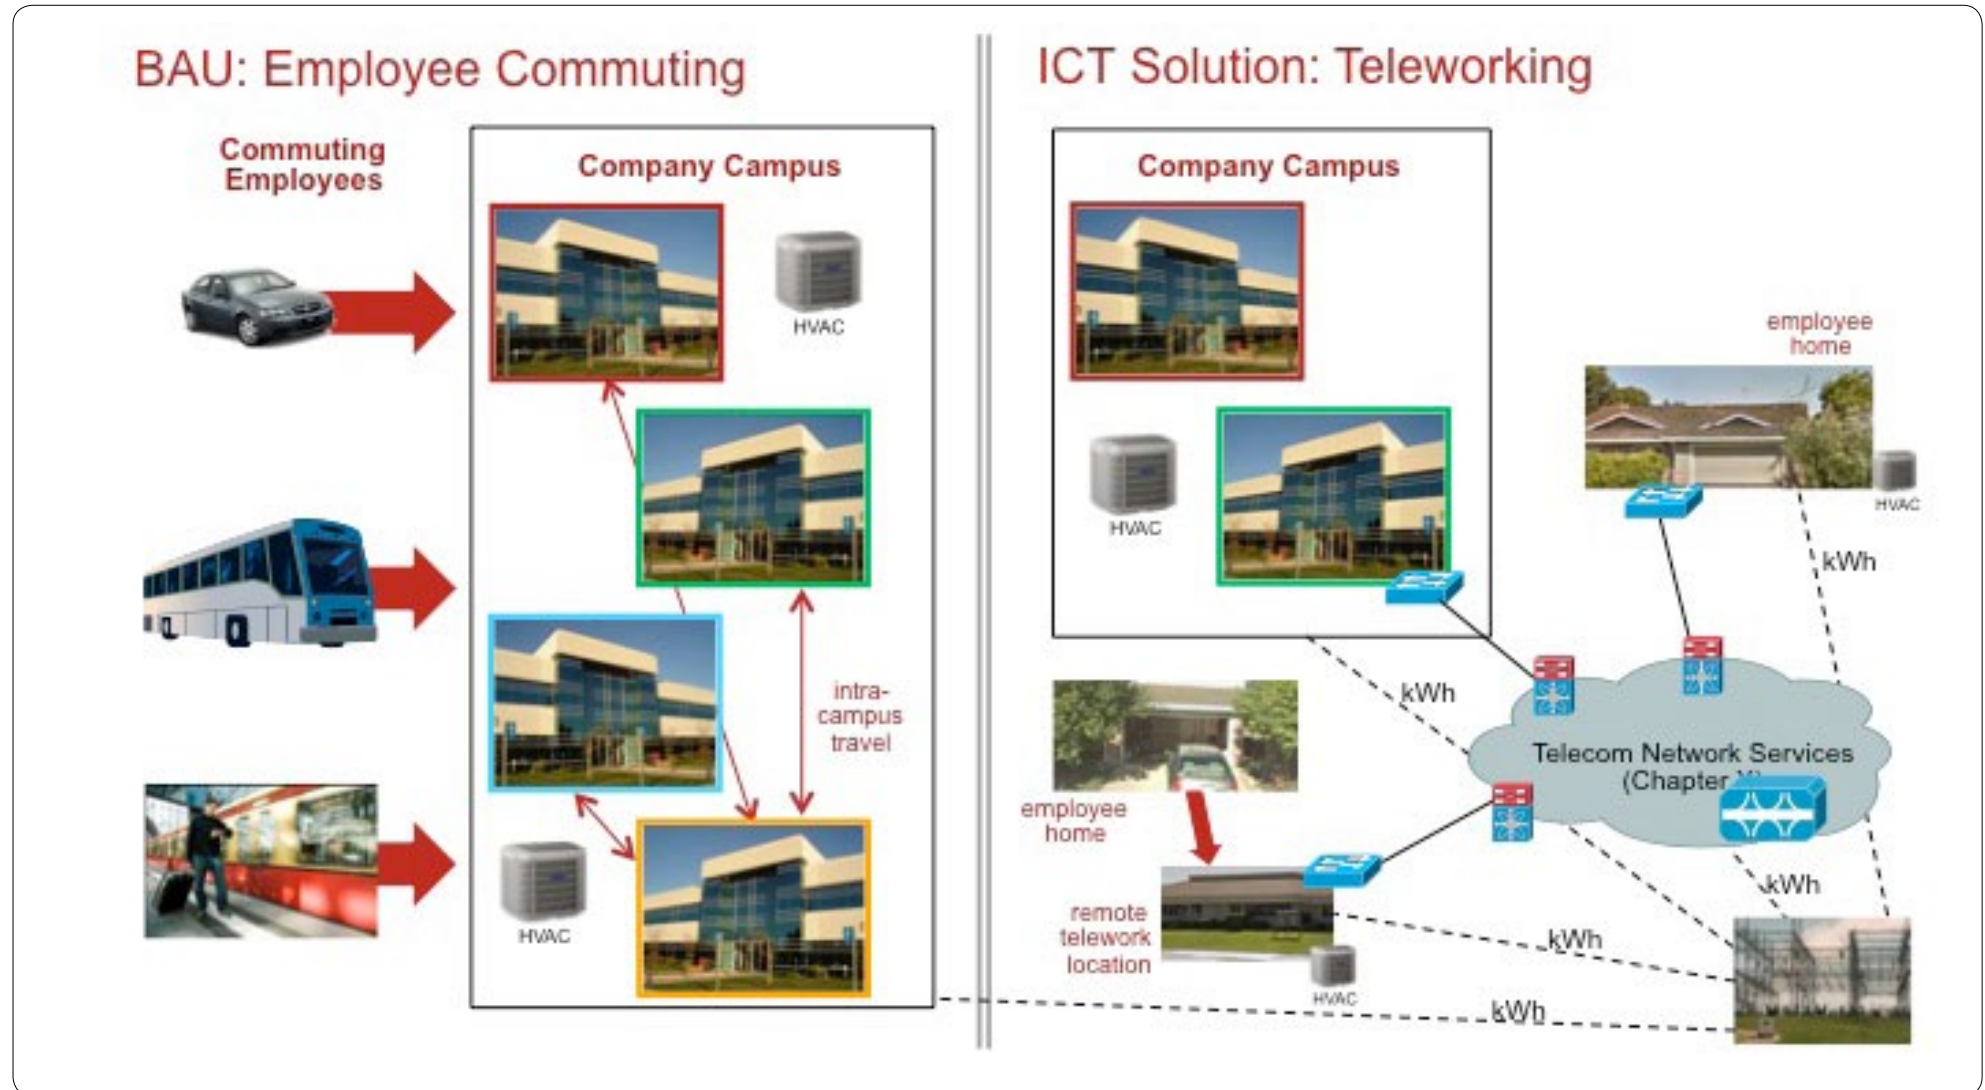 BAU: Employee Commuting
Commuting
Employees
Company Campus
HVAC
intra-
campus
travel
HVAC
ICT Solution: Teleworking
Company Campus
HVAC
employee
home
HVAC
kWh
kWh
Telecom Network Services
(Chapter
employee
home
kWh
remote
telework
location
kWh
HVAC
kWh